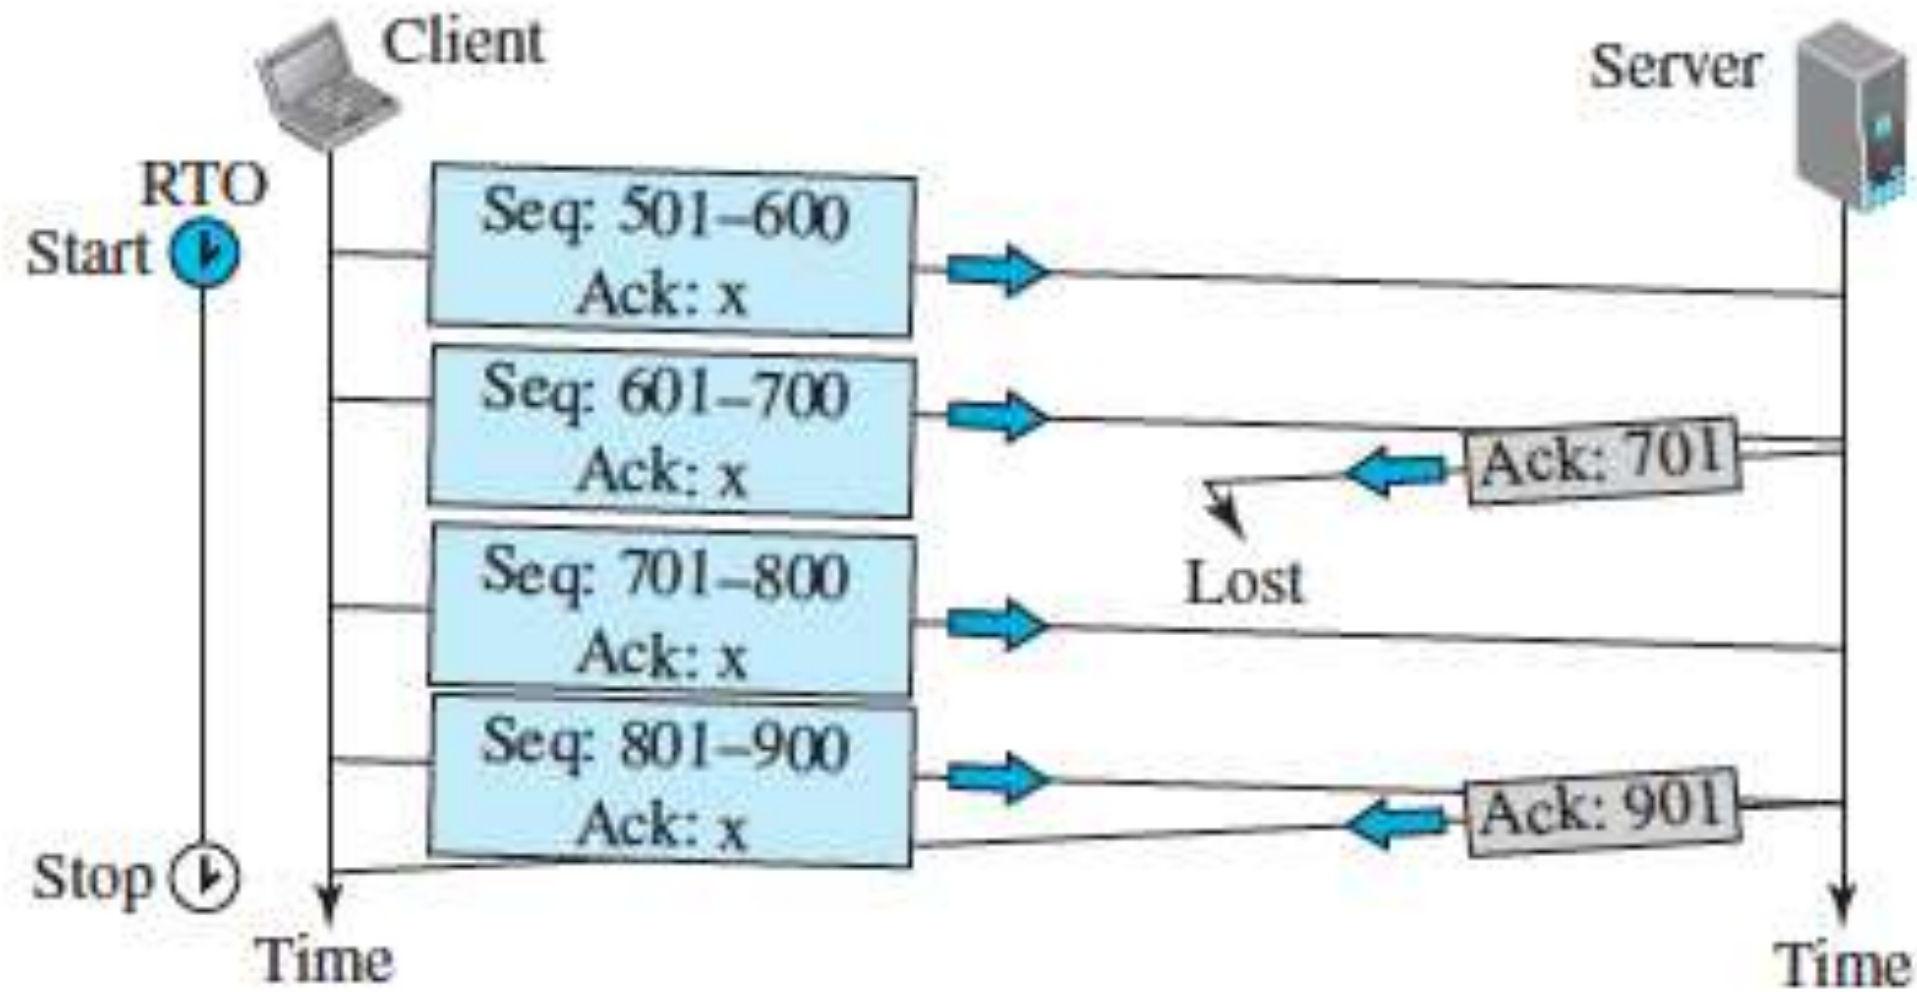 Client
Server
RTO
Start
Seq: 501–600
Ack: x
Seq: 601–700
Ack: x
Ack: 701
Lost
Seq: 701–800
Ack: x
Seq: 801–900
Ack: x
Ack: 901
Stop
Time
Time